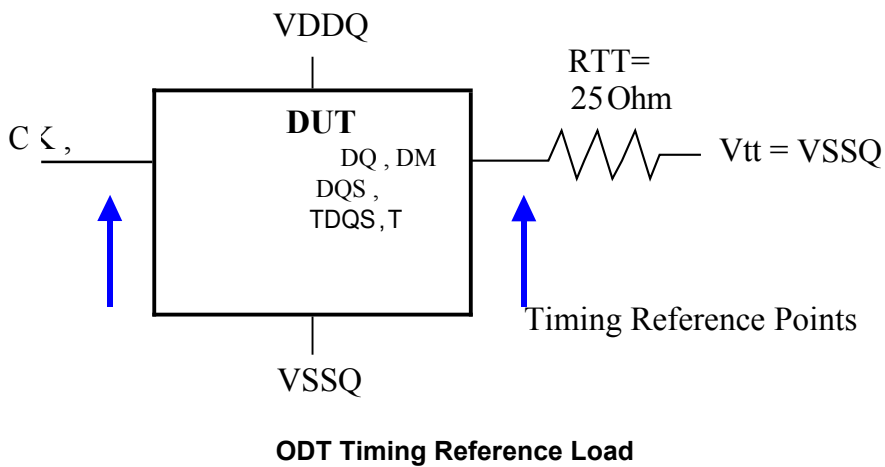 VDDQ
RTT=
25 Ohm
DUT
CK ,
DQ , DM
Vtt = VSSQ
DQS ,
TDQS , T
Timing Reference Points
VSSQ
ODT Timing Reference Load